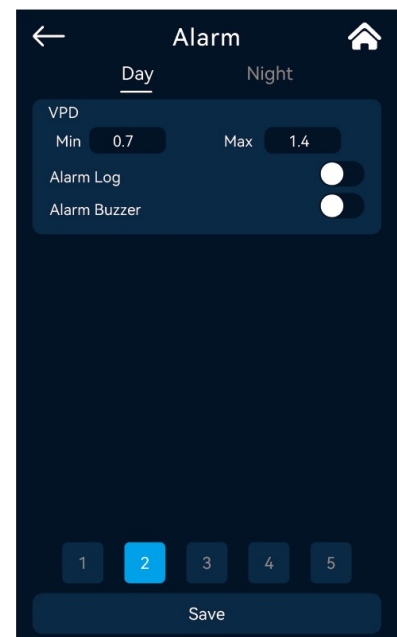 Alarm
Day Night
VPD
Min 0.7 Max 1.4
Alarm Log
Alarm Buzzer
1 2 3 4 5
Save